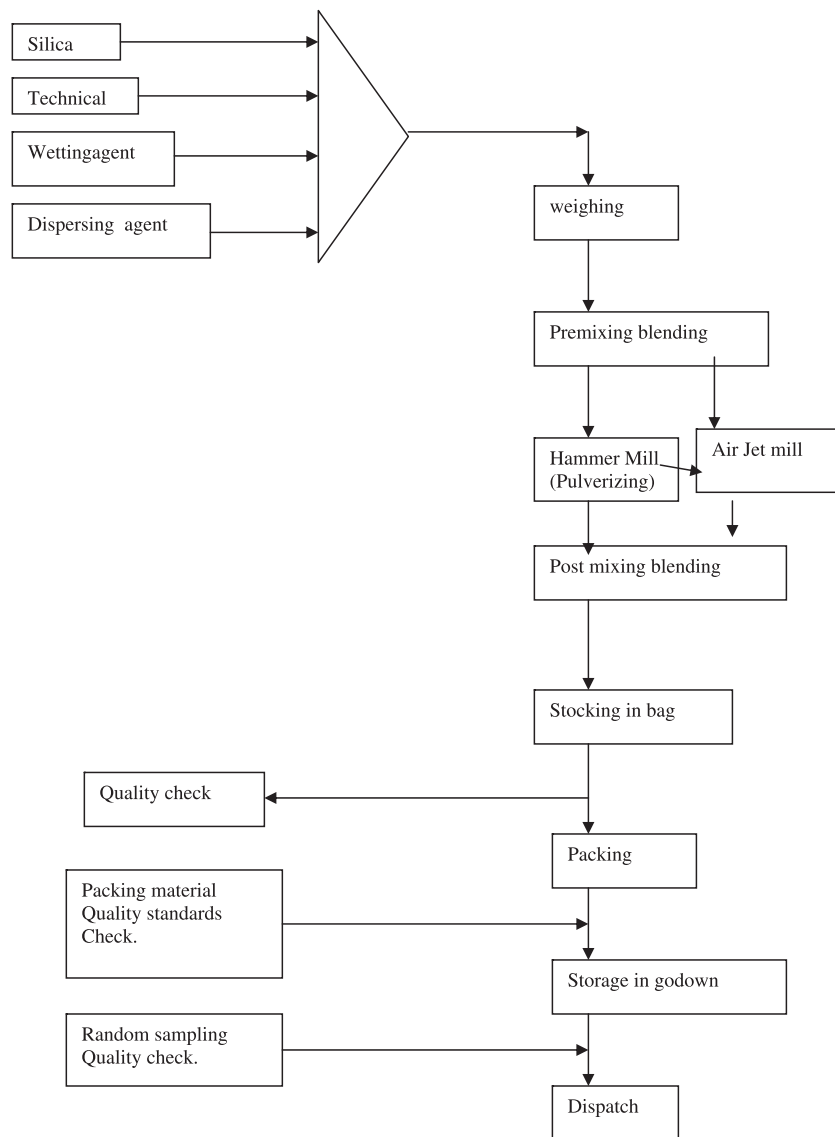 Silica
Technical
Wettingagent
Dispersing agent
weighing
Premixing blending
Hammer Mill
(Pulverizing)
Air Jet mill
Post mixing blending
Stocking in bag
Quality check
Packing
Packing material
Quality standards
Check.
Storage in godown
Random sampling
Quality check.
Dispatch